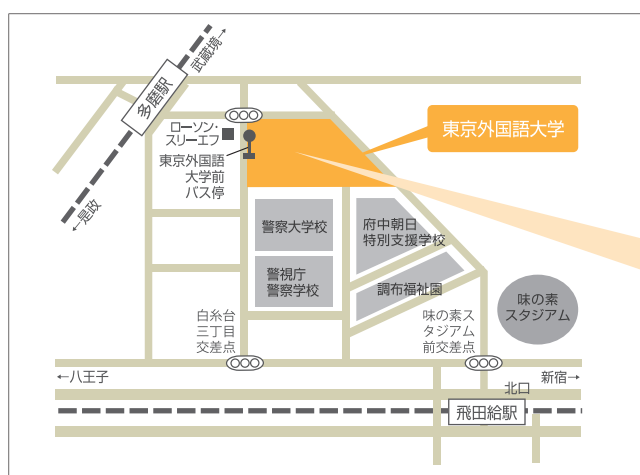 武蔵境→
多磨駅
←是政
ローソン・
スリーエフ
東京外国語
大学前
バス停
東京外国語大学
警察大学校
府中朝日
特別支援学校
警視庁
警察学校
調布福祉園
味の素
スタジアム
白糸台
三丁目
交差点
味の素ス
タジアム
前交差点
←八王子
新宿→
北口
飛田給駅